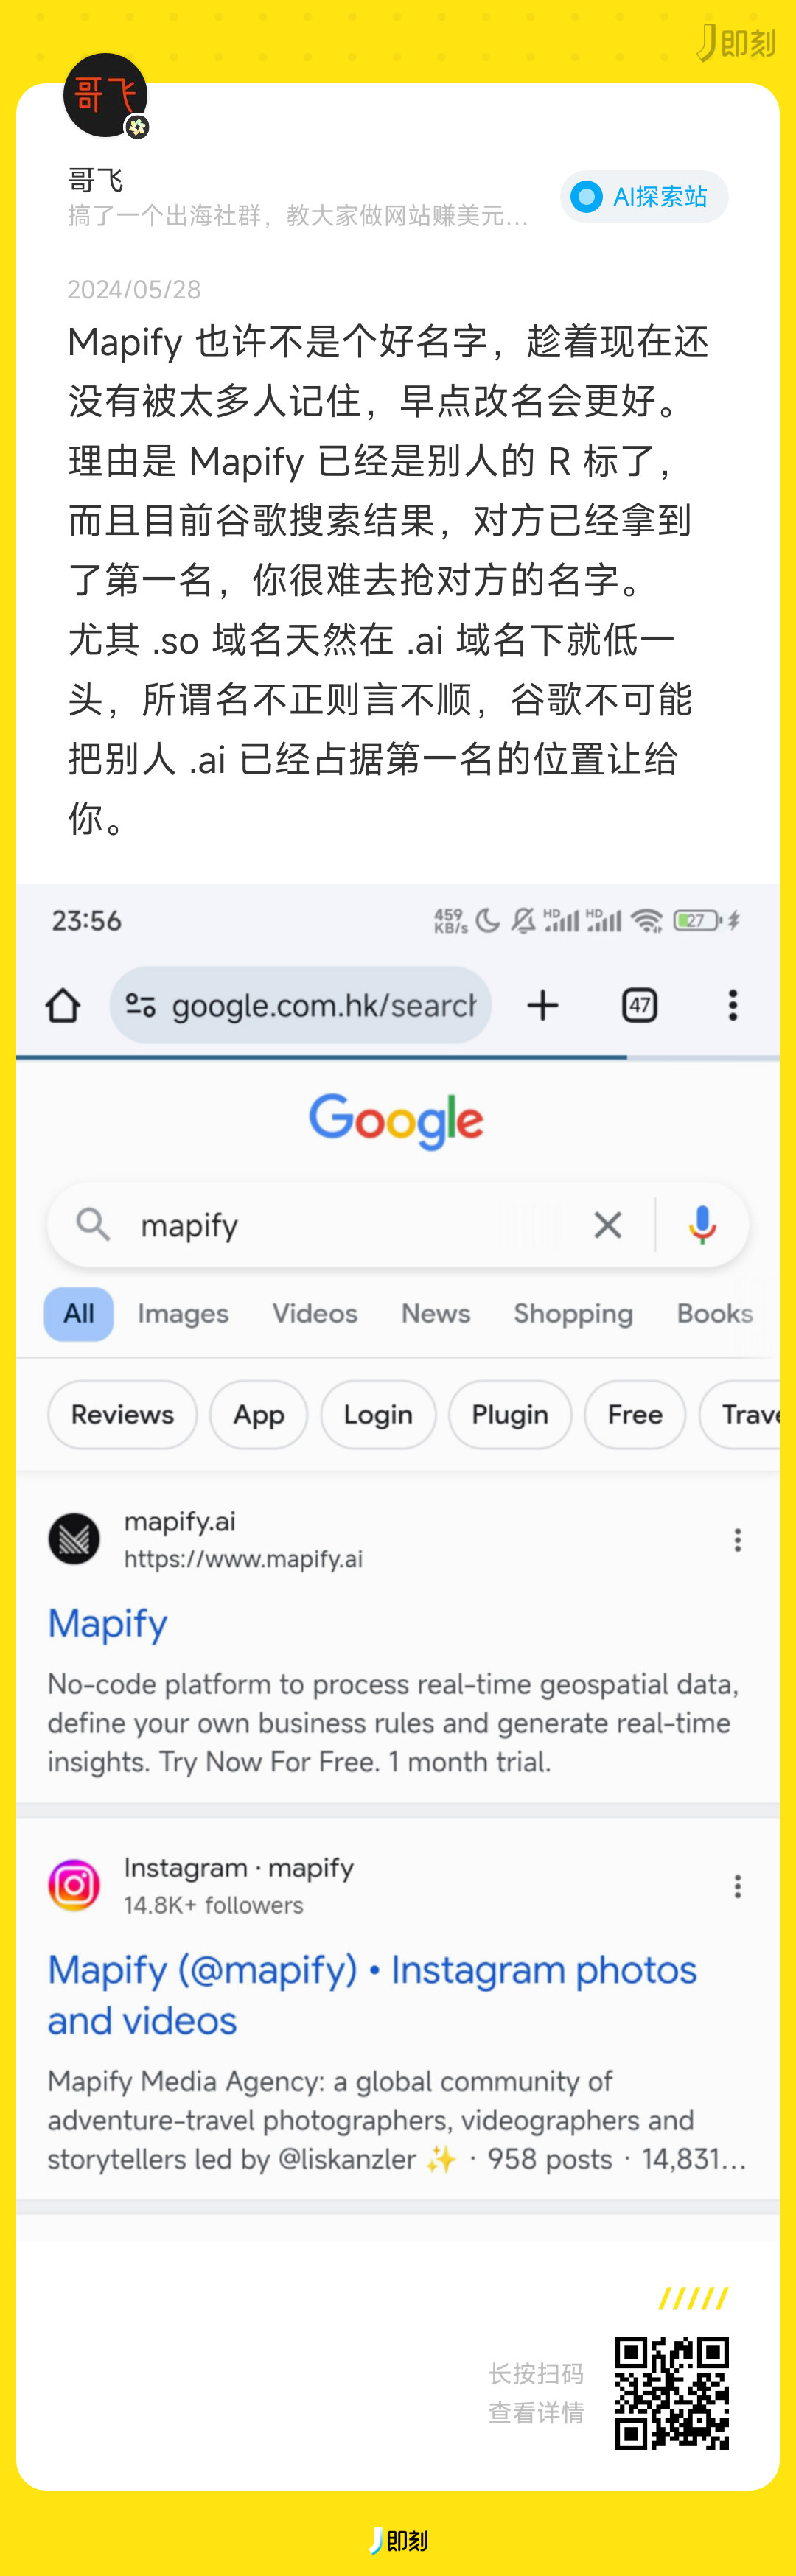 即刻
哥飞
哥飞
搞了一个出海社群，教大家做网站赚美元...
AI探索站
2024/05/28
Mapify 也许不是个好名字，趁着现在还
没有被太多人记住，早点改名会更好。
理由是 Mapify 已经是别人的 R 标了，
而且目前谷歌搜索结果，对方已经拿到
了第一名，你很难去抢对方的名字。
尤其 .so 域名天然在 .ai 域名下就低一
头，所谓名不正则言不顺，谷歌不可能
把别人 .ai 已经占据第一名的位置让给
你。
23:56
459 KB/s HD HD 27
google.com.hk/search
47
Google
mapify
All Images Videos News Shopping Books
Reviews App Login Plugin Free Trave
mapify.ai
https://www.mapify.ai
Mapify
No-code platform to process real-time geospatial data,
define your own business rules and generate real-time
insights. Try Now For Free. 1 month trial.
Instagram · mapify
14.8K+ followers
Mapify (@mapify) • Instagram photos
and videos
Mapify Media Agency: a global community of
adventure-travel photographers, videographers and
storytellers led by @liskanzler ✨ · 958 posts · 14,831...
长按扫码
查看详情
即刻